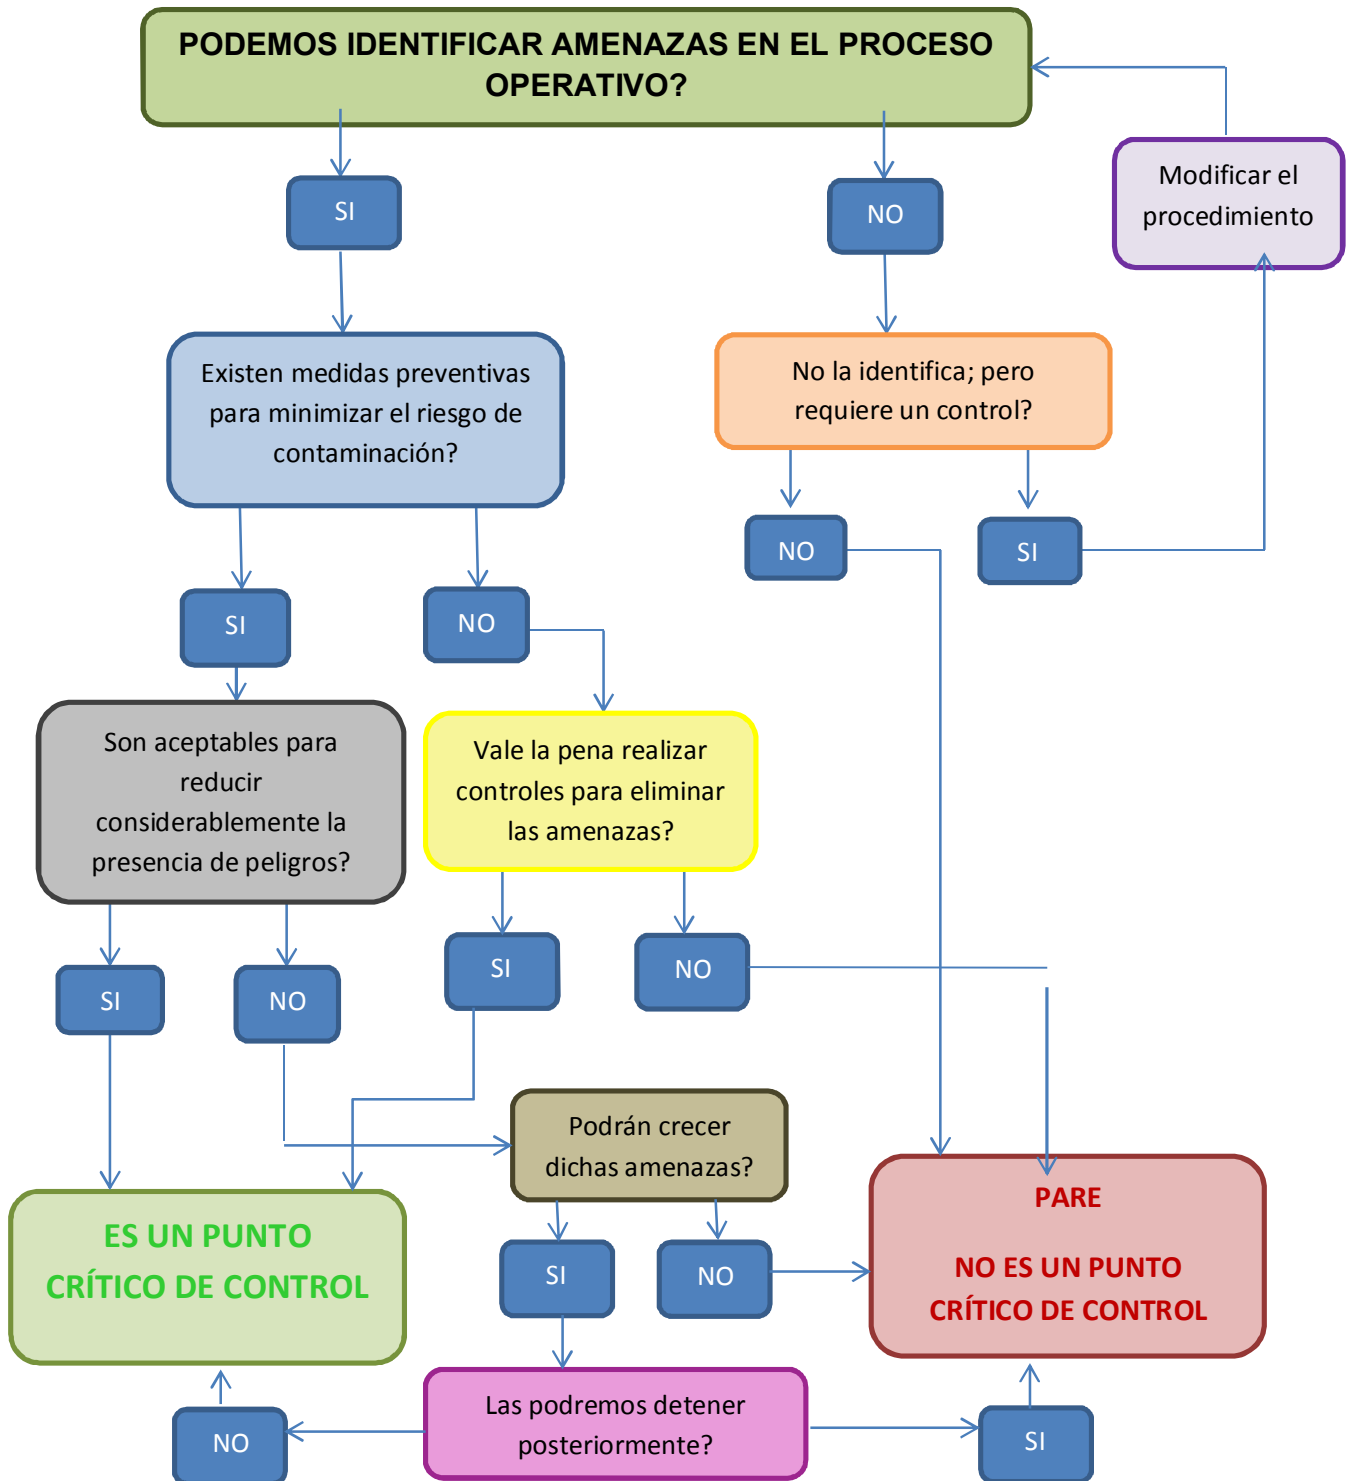 PODEMOS IDENTIFICAR AMENAZAS EN EL PROCESO
OPERATIVO?
Modificar el
procedimiento
SI
NO
Existen medidas preventivas
para minimizar el riesgo de
contaminación?
No la identifica; pero
requiere un control?
NO
SI
SI
NO
Son aceptables para
reducir
considerablemente la
presencia de peligros?
Vale la pena realizar
controles para eliminar
las amenazas?
SI
NO
SI
NO
Podrán crecer
dichas amenazas?
ES UN PUNTO
CRÍTICO DE CONTROL
PARE
NO ES UN PUNTO
CRÍTICO DE CONTROL
SI
NO
Las podremos detener
posteriormente?
NO
SI